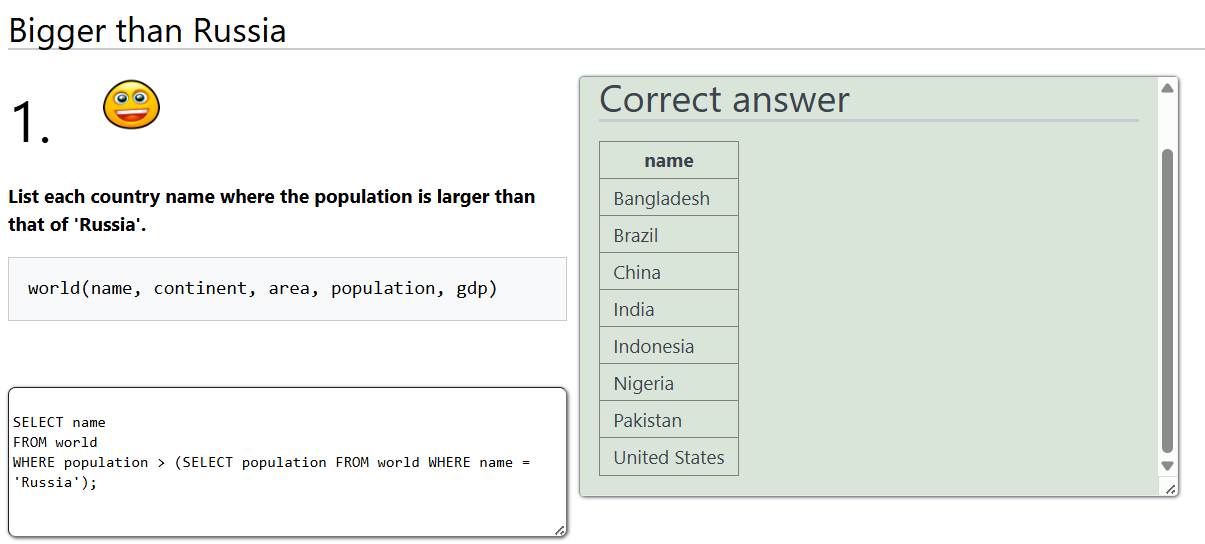 Bigger than Russia
1.
List each country name where the population is larger than
that of 'Russia'.
world(name, continent, area, population, gdp)
SELECT name
FROM world
WHERE population > (SELECT population FROM world WHERE name =
'Russia');
Correct answer
name
Bangladesh
Brazil
China
India
Indonesia
Nigeria
Pakistan
United States